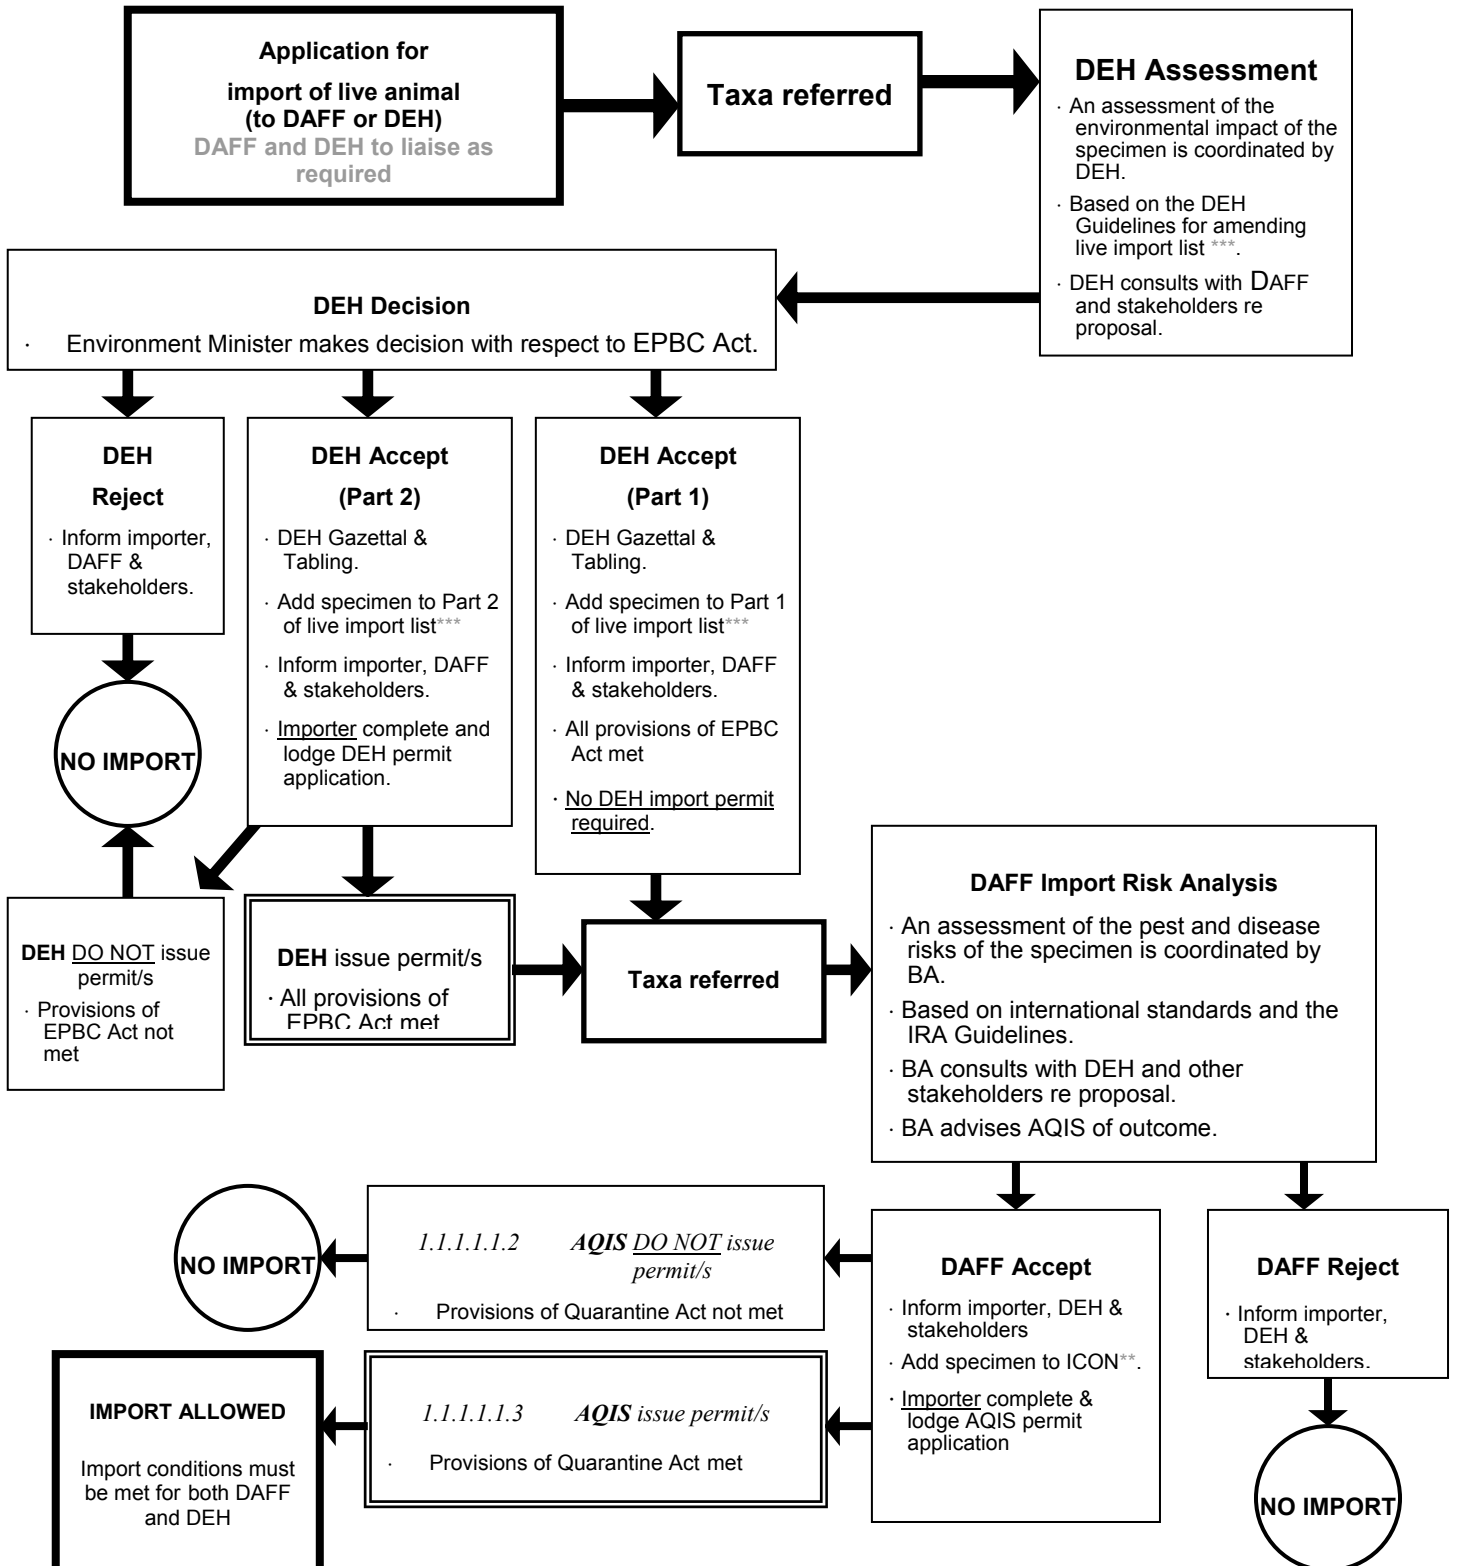 Application for
import of live animal
(to DAFF or DEH)
DAFF and DEH to liaise as
required
Taxa referred
DEH Assessment
· An assessment of the
environmental impact of the
specimen is coordinated by
DEH.
· Based on the DEH
Guidelines for amending
live import list ***.
· DEH consults with DAFF
and stakeholders re
proposal.
DEH Decision
· Environment Minister makes decision with respect to EPBC Act.
DEH
Reject
· Inform importer,
DAFF &
stakeholders.
DEH Accept
(Part 2)
· DEH Gazettal &
Tabling.
· Add specimen to Part 2
of live import list***
· Inform importer, DAFF
& stakeholders.
· Importer complete and
lodge DEH permit
application.
DEH Accept
(Part 1)
· DEH Gazettal &
Tabling.
· Add specimen to Part 1
of live import list***
· Inform importer, DAFF
& stakeholders.
· All provisions of EPBC
Act met
· No DEH import permit
required.
NO IMPORT
DEH DO NOT issue
permit/s
· Provisions of
EPBC Act not
met
DEH issue permit/s
· All provisions of
EPBC Act met
Taxa referred
DAFF Import Risk Analysis
· An assessment of the pest and disease
risks of the specimen is coordinated by
BA.
· Based on international standards and the
IRA Guidelines.
· BA consults with DEH and other
stakeholders re proposal.
· BA advises AQIS of outcome.
NO IMPORT
1.1.1.1.1.2 AQIS DO NOT issue
permit/s
· Provisions of Quarantine Act not met
DAFF Accept
· Inform importer, DEH &
stakeholders
· Add specimen to ICON**.
· Importer complete &
lodge AQIS permit
application
DAFF Reject
· Inform importer,
DEH &
stakeholders.
IMPORT ALLOWED
Import conditions must
be met for both DAFF
and DEH
1.1.1.1.1.3 AQIS issue permit/s
· Provisions of Quarantine Act met
NO IMPORT